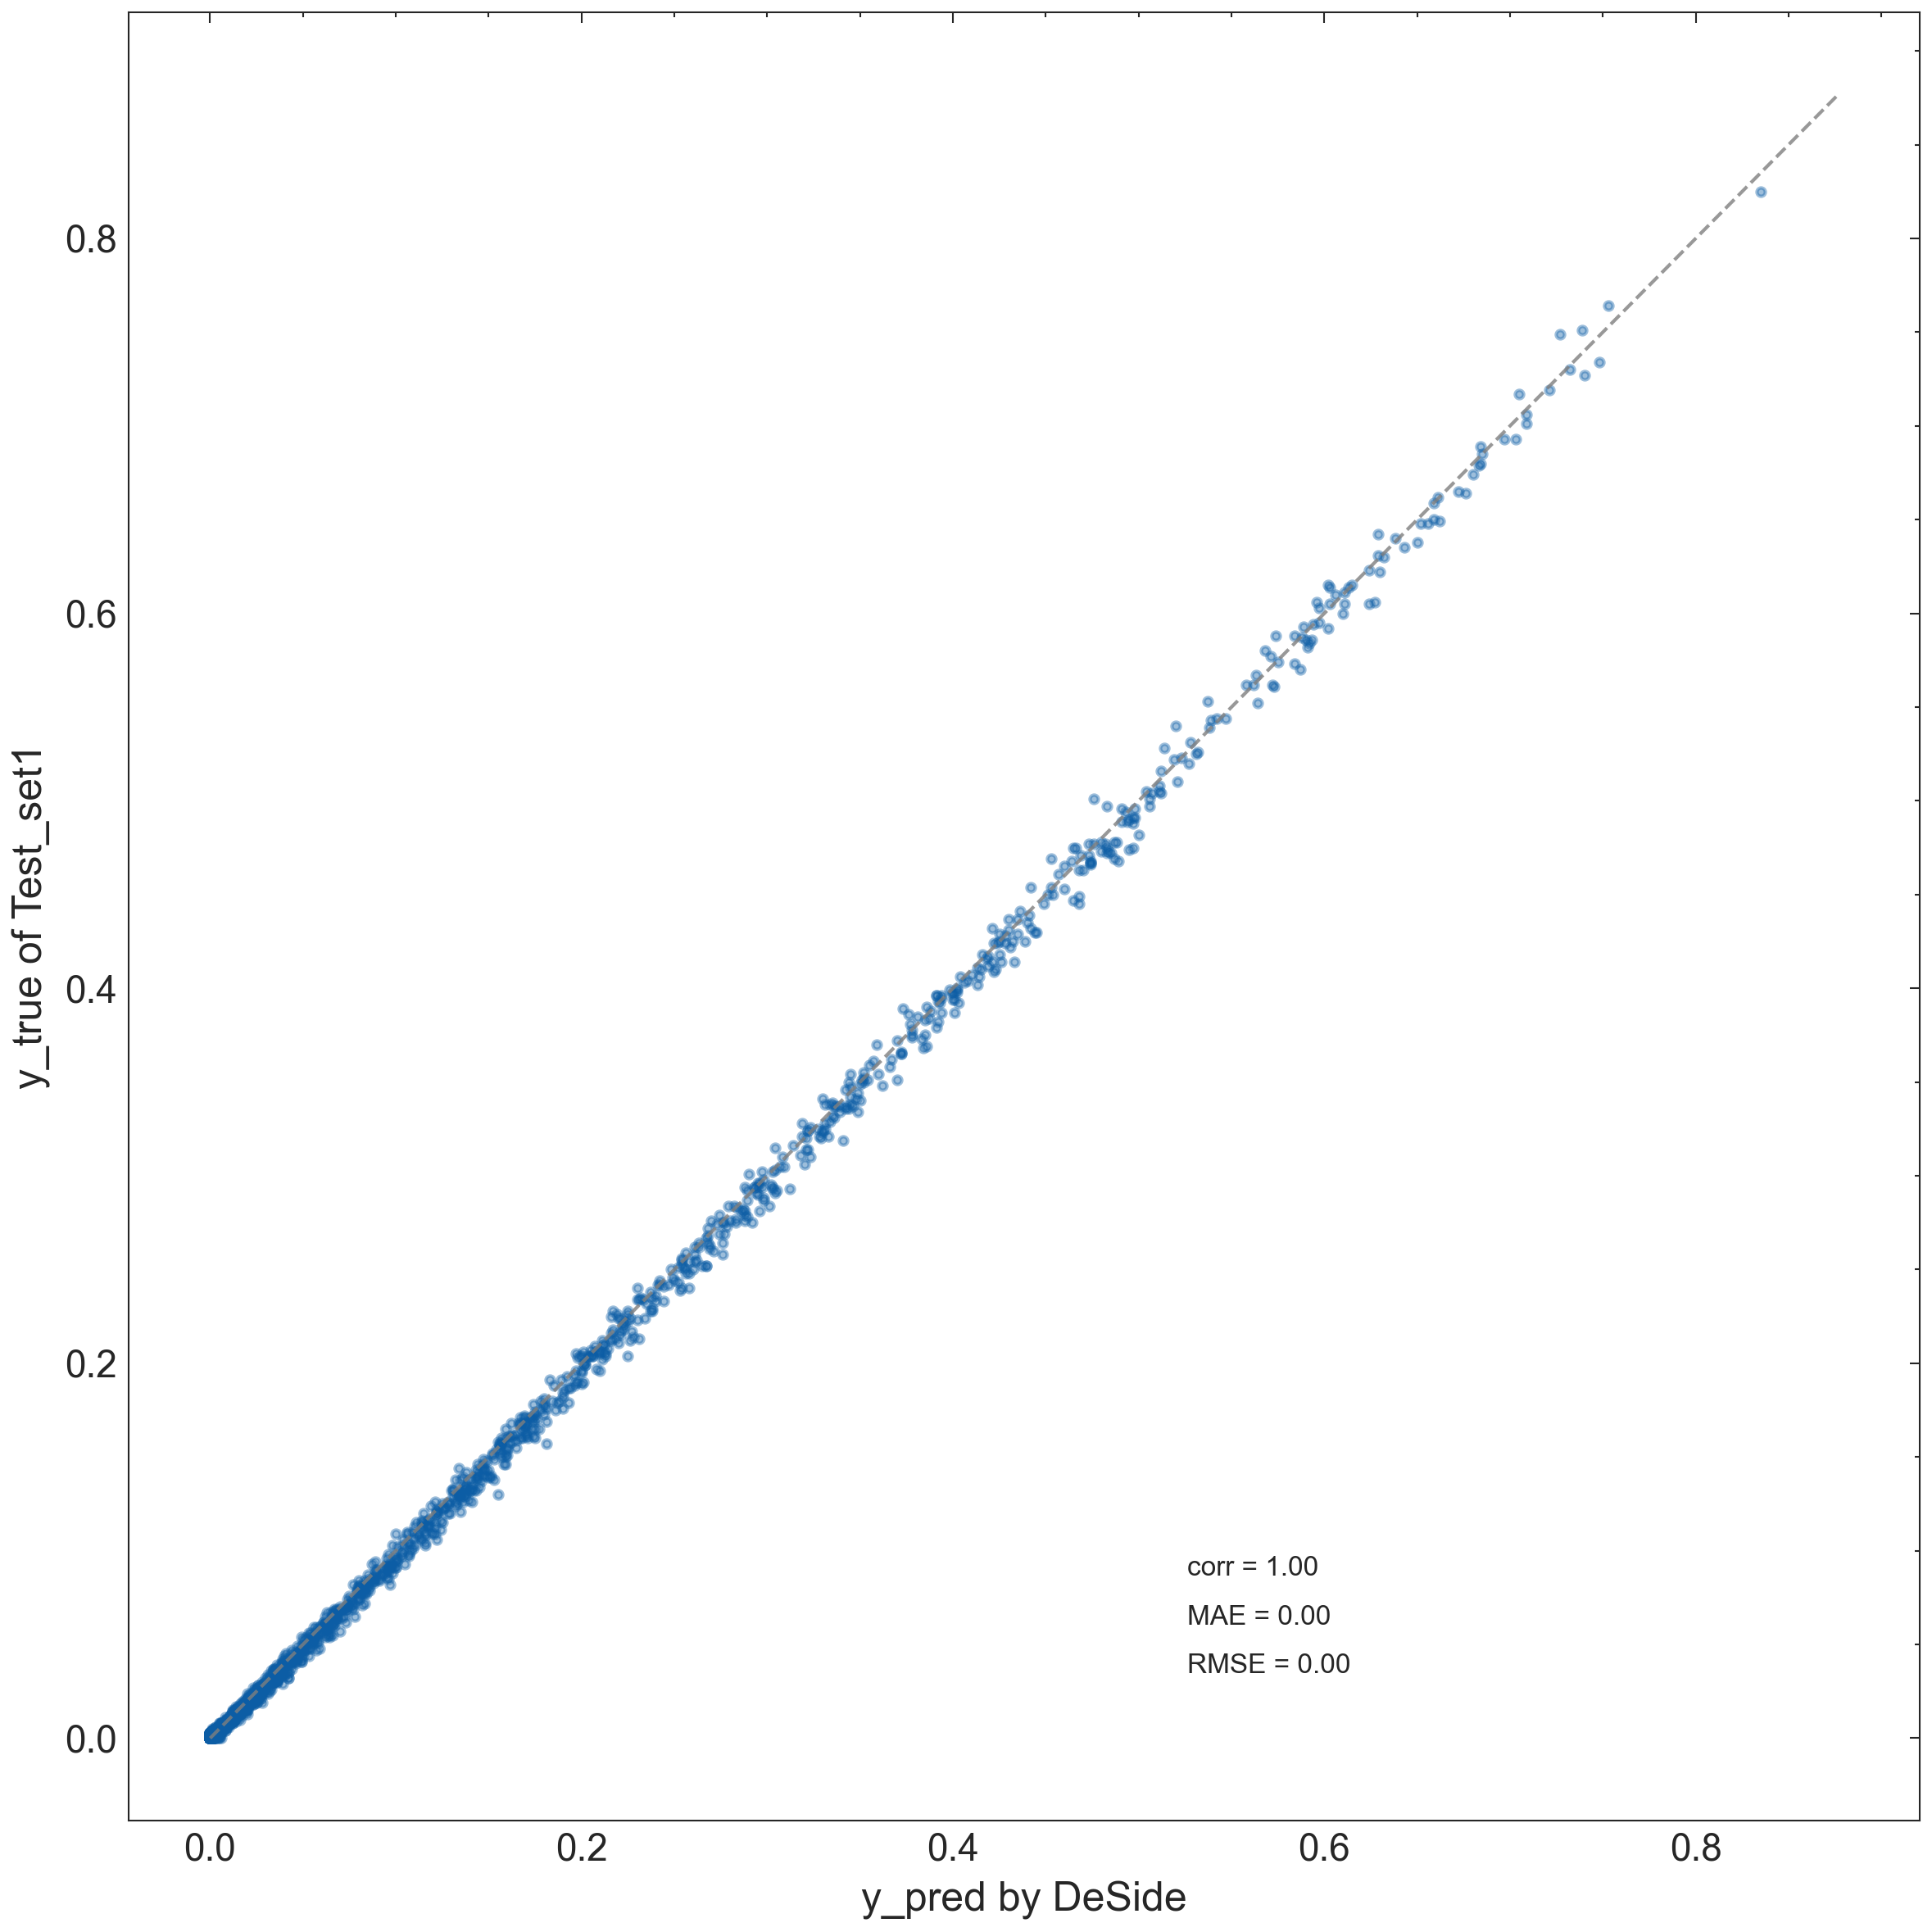 0.8
0.6
0.4
0.2
0.0
y_true of Test_set1
corr = 1.00
MAE = 0.00
RMSE = 0.00
0.0 0.2 0.4 0.6 0.8
y_pred by DeSide